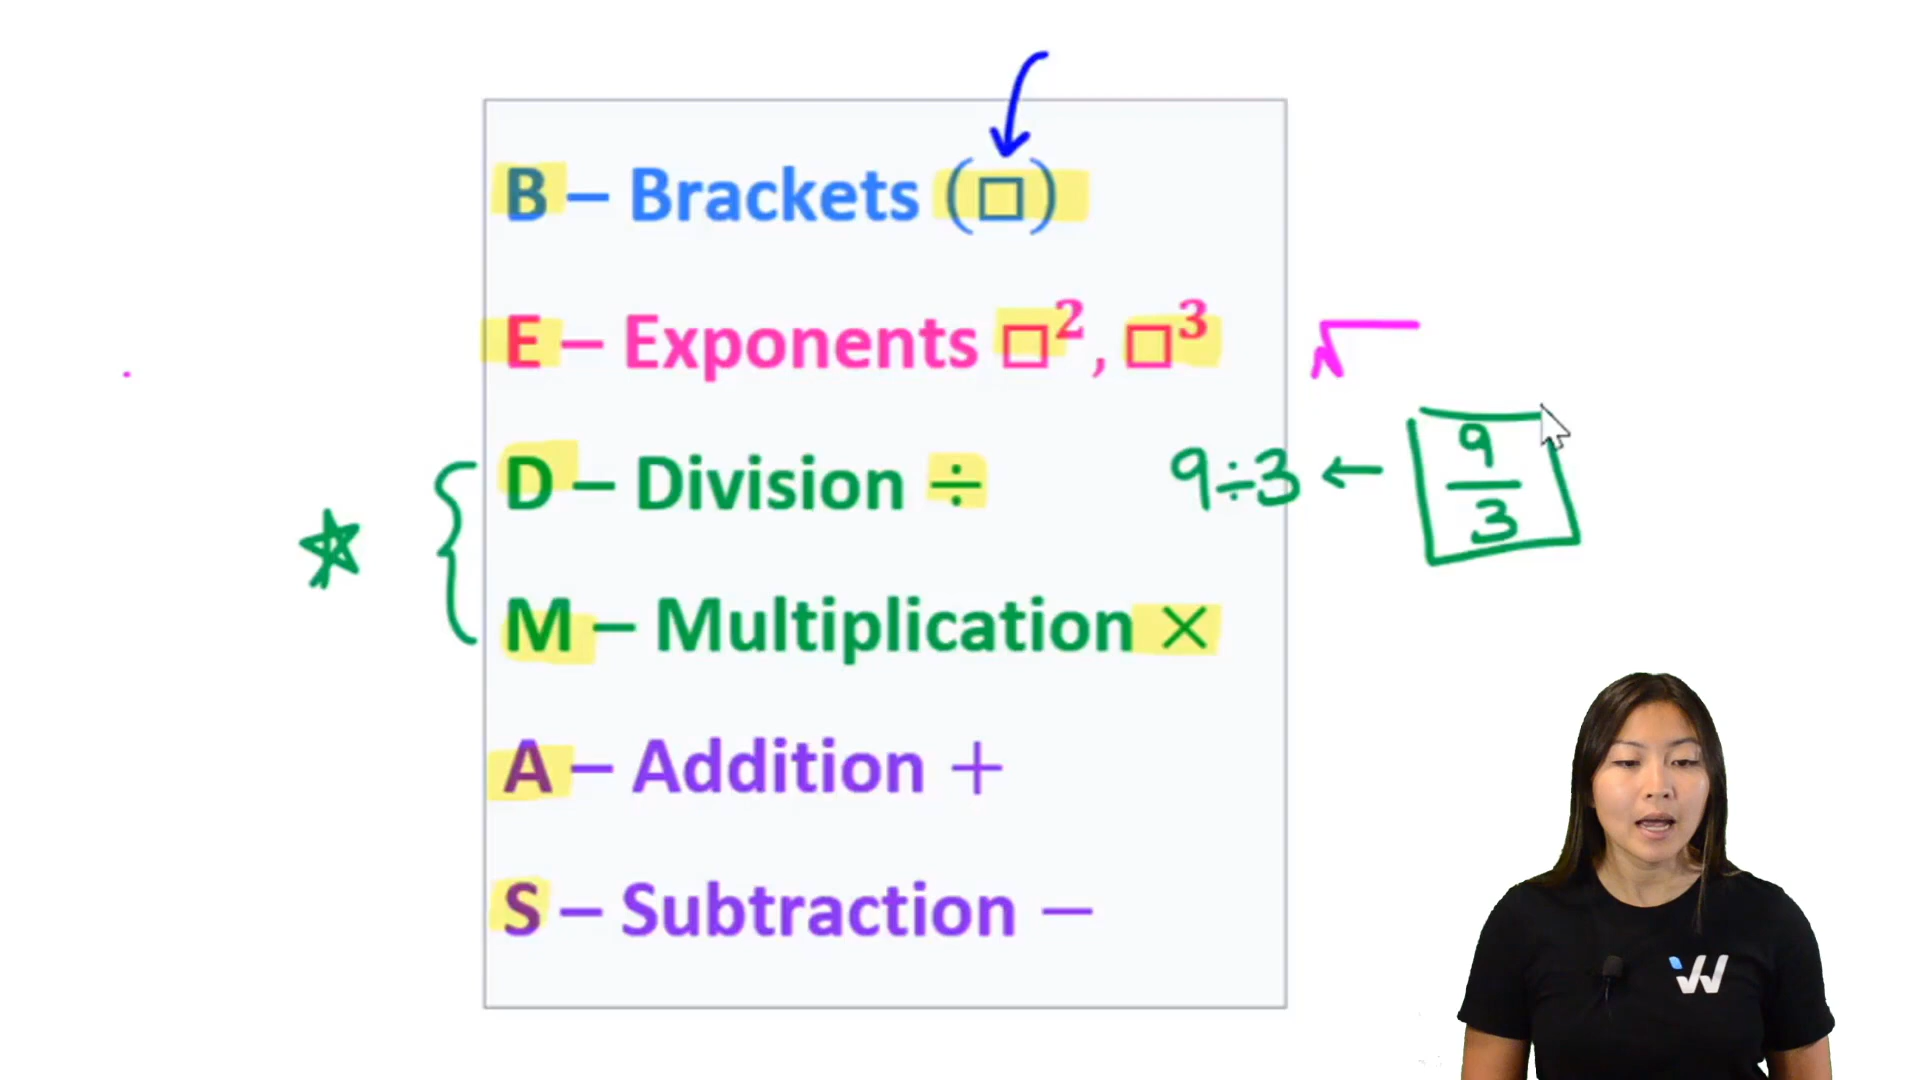 B – Brackets (□)
E – Exponents □², □³ √
D – Division ÷ 9÷3 ← 9/3
M – Multiplication ×
A – Addition +
S – Subtraction −
W